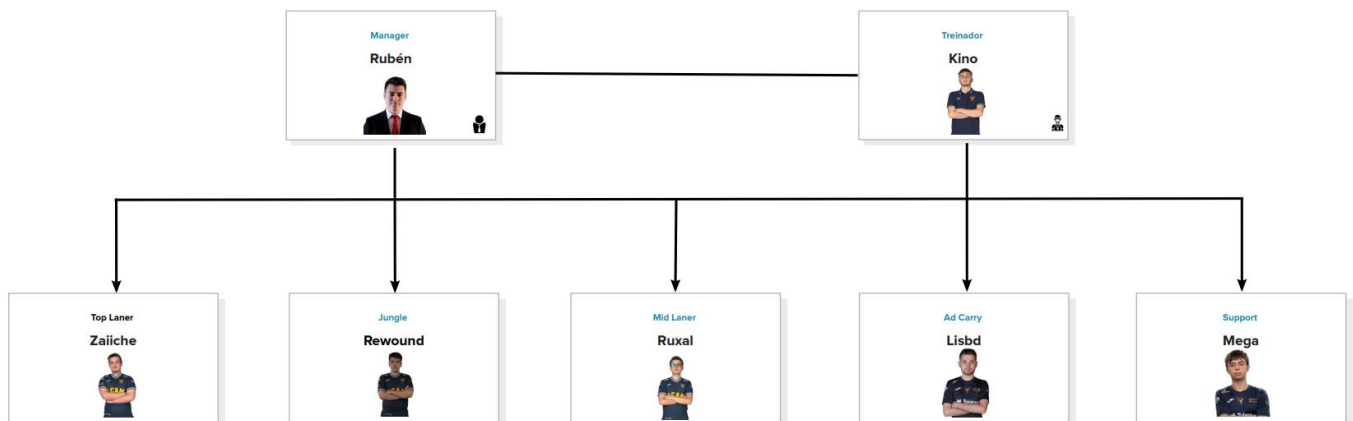 Manager
Rubén
Treinador
Kino
Top Laner
Zaiiche
Jungle
Rewound
Mid Laner
Ruxal
Ad Carry
Lisbd
Support
Mega